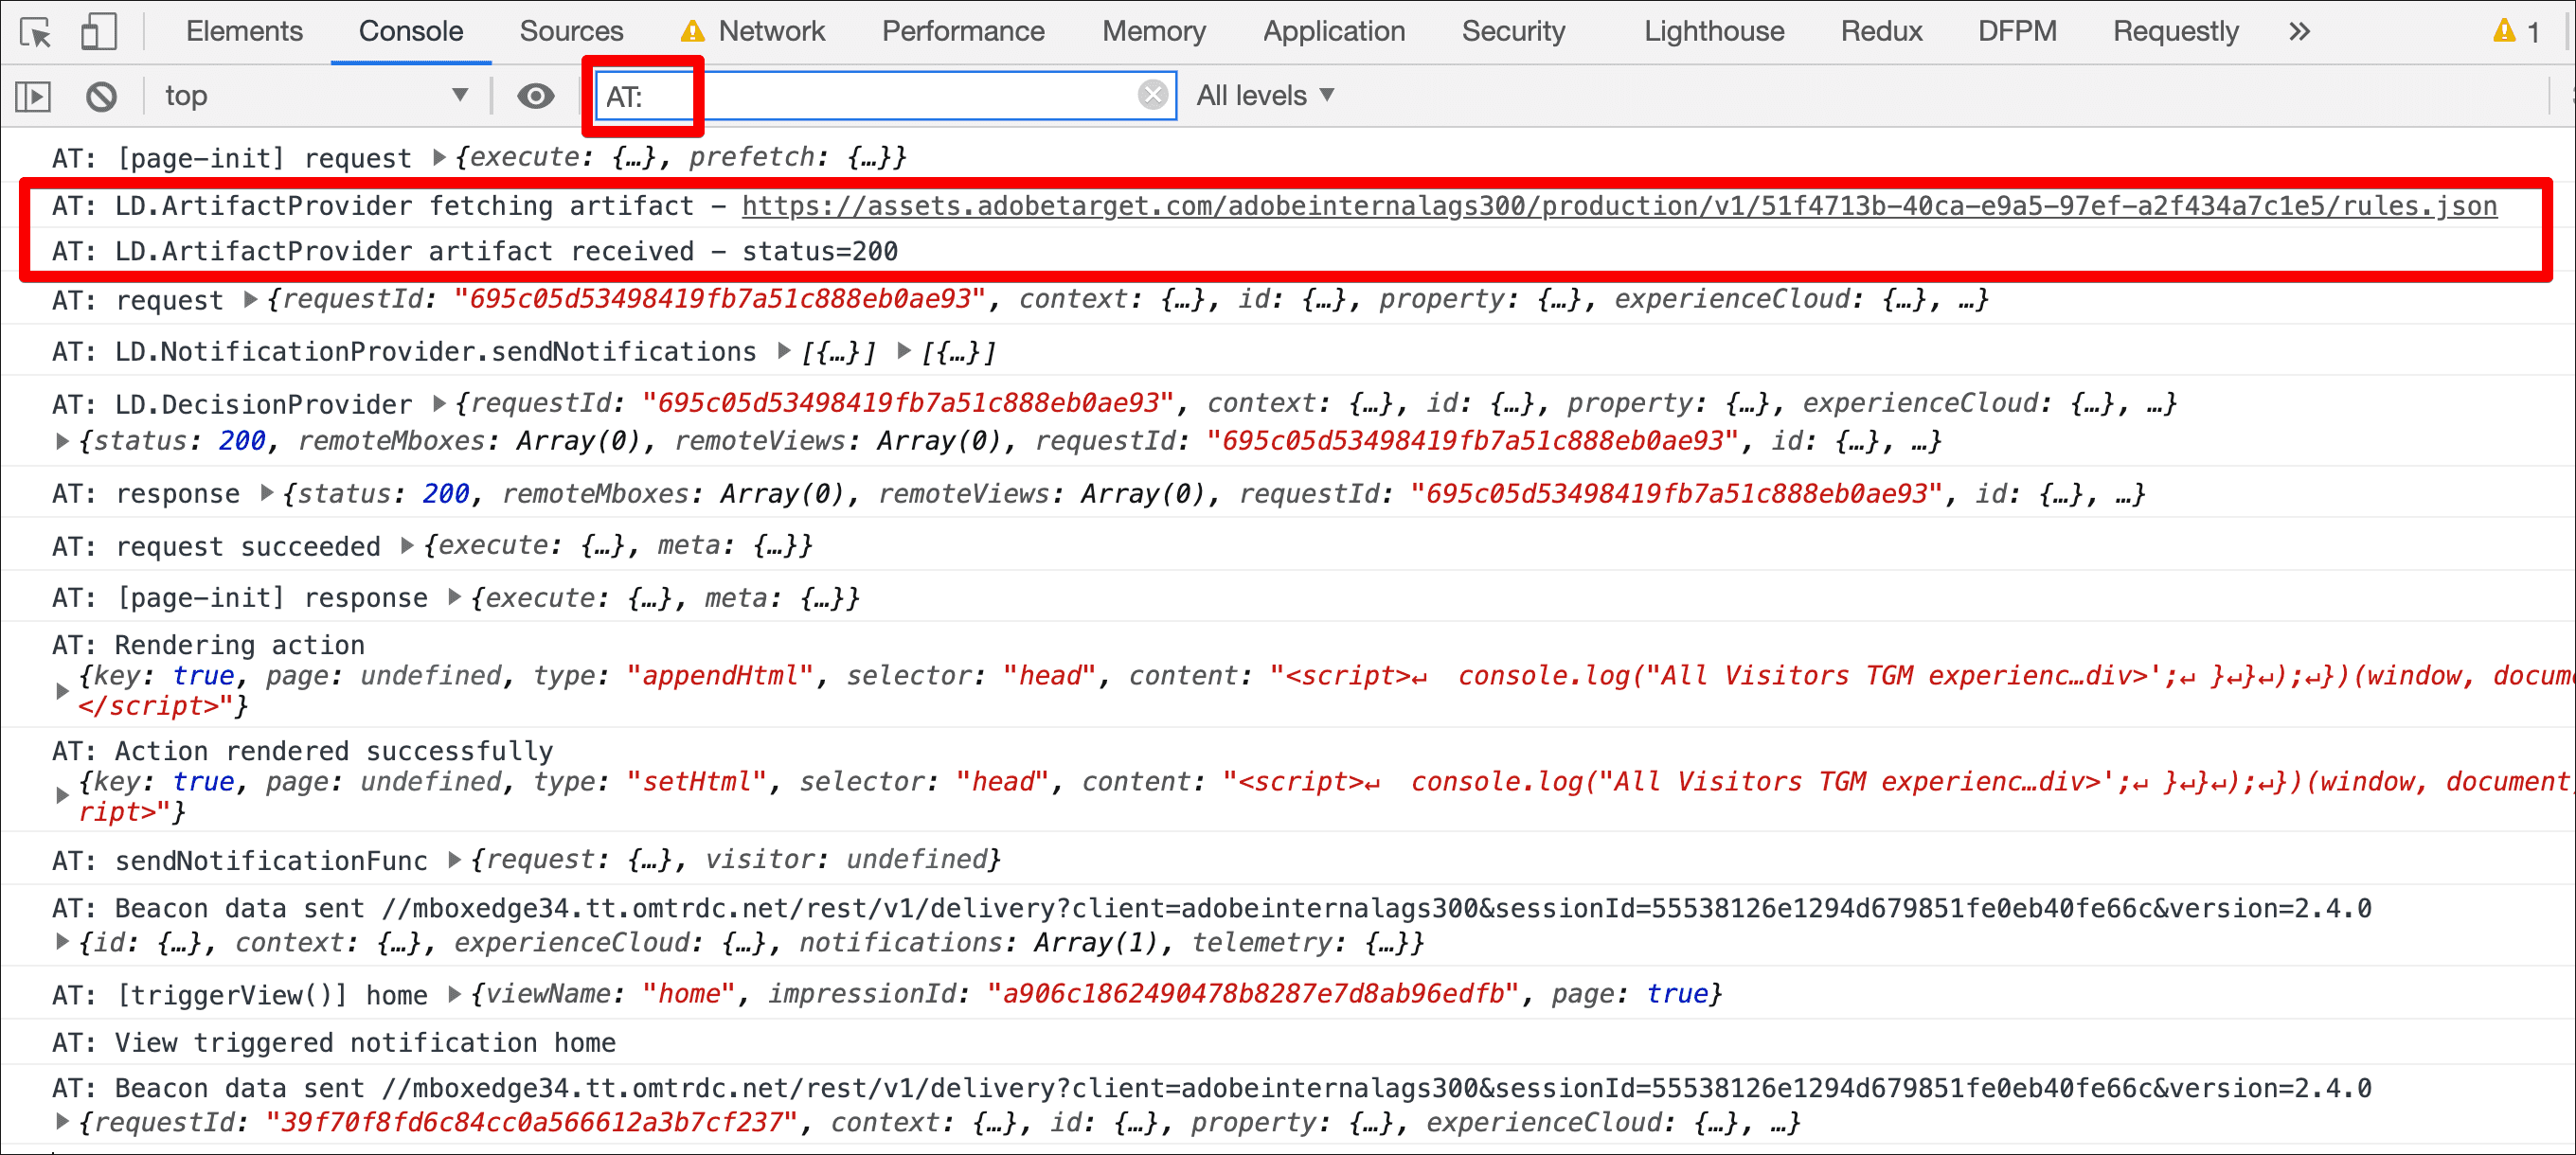 Elements Console Sources Network Performance Memory Application Security Lighthouse Redux DFPM Requestly » 1
top ▼ AT: All levels ▼
AT: [page-init] request ▶{execute: {…}, prefetch: {…}}
AT: LD.ArtifactProvider fetching artifact – https://assets.adobetarget.com/adobeinternalags300/production/v1/51f4713b-40ca-e9a5-97ef-a2f434a7c1e5/rules.json
AT: LD.ArtifactProvider artifact received – status=200
AT: request ▶{requestId: "695c05d53498419fb7a51c888eb0ae93", context: {…}, id: {…}, property: {…}, experienceCloud: {…}, …}
AT: LD.NotificationProvider.sendNotifications ▶[{…}] ▶[{…}]
AT: LD.DecisionProvider ▶{requestId: "695c05d53498419fb7a51c888eb0ae93", context: {…}, id: {…}, property: {…}, experienceCloud: {…}, …}
▶{status: 200, remoteMboxes: Array(0), remoteViews: Array(0), requestId: "695c05d53498419fb7a51c888eb0ae93", id: {…}, …}
AT: response ▶{status: 200, remoteMboxes: Array(0), remoteViews: Array(0), requestId: "695c05d53498419fb7a51c888eb0ae93", id: {…}, …}
AT: request succeeded ▶{execute: {…}, meta: {…}}
AT: [page-init] response ▶{execute: {…}, meta: {…}}
AT: Rendering action
▶{key: true, page: undefined, type: "appendHtml", selector: "head", content: "<script>↵  console.log("All Visitors TGM experienc…div>';↵ }↵}↵);↵})(window, docum
</script>"}
AT: Action rendered successfully
▶{key: true, page: undefined, type: "setHtml", selector: "head", content: "<script>↵  console.log("All Visitors TGM experienc…div>';↵ }↵}↵);↵})(window, document,
ript>"}
AT: sendNotificationFunc ▶{request: {…}, visitor: undefined}
AT: Beacon data sent //mboxedge34.tt.omtrdc.net/rest/v1/delivery?client=adobeinternalags300&sessionId=55538126e1294d679851fe0eb40fe66c&version=2.4.0
▶{id: {…}, context: {…}, experienceCloud: {…}, notifications: Array(1), telemetry: {…}}
AT: [triggerView()] home ▶{viewName: "home", impressionId: "a906c1862490478b8287e7d8ab96edfb", page: true}
AT: View triggered notification home
AT: Beacon data sent //mboxedge34.tt.omtrdc.net/rest/v1/delivery?client=adobeinternalags300&sessionId=55538126e1294d679851fe0eb40fe66c&version=2.4.0
▶{requestId: "39f70f8fd6c84cc0a566612a3b7cf237", context: {…}, id: {…}, property: {…}, experienceCloud: {…}, …}